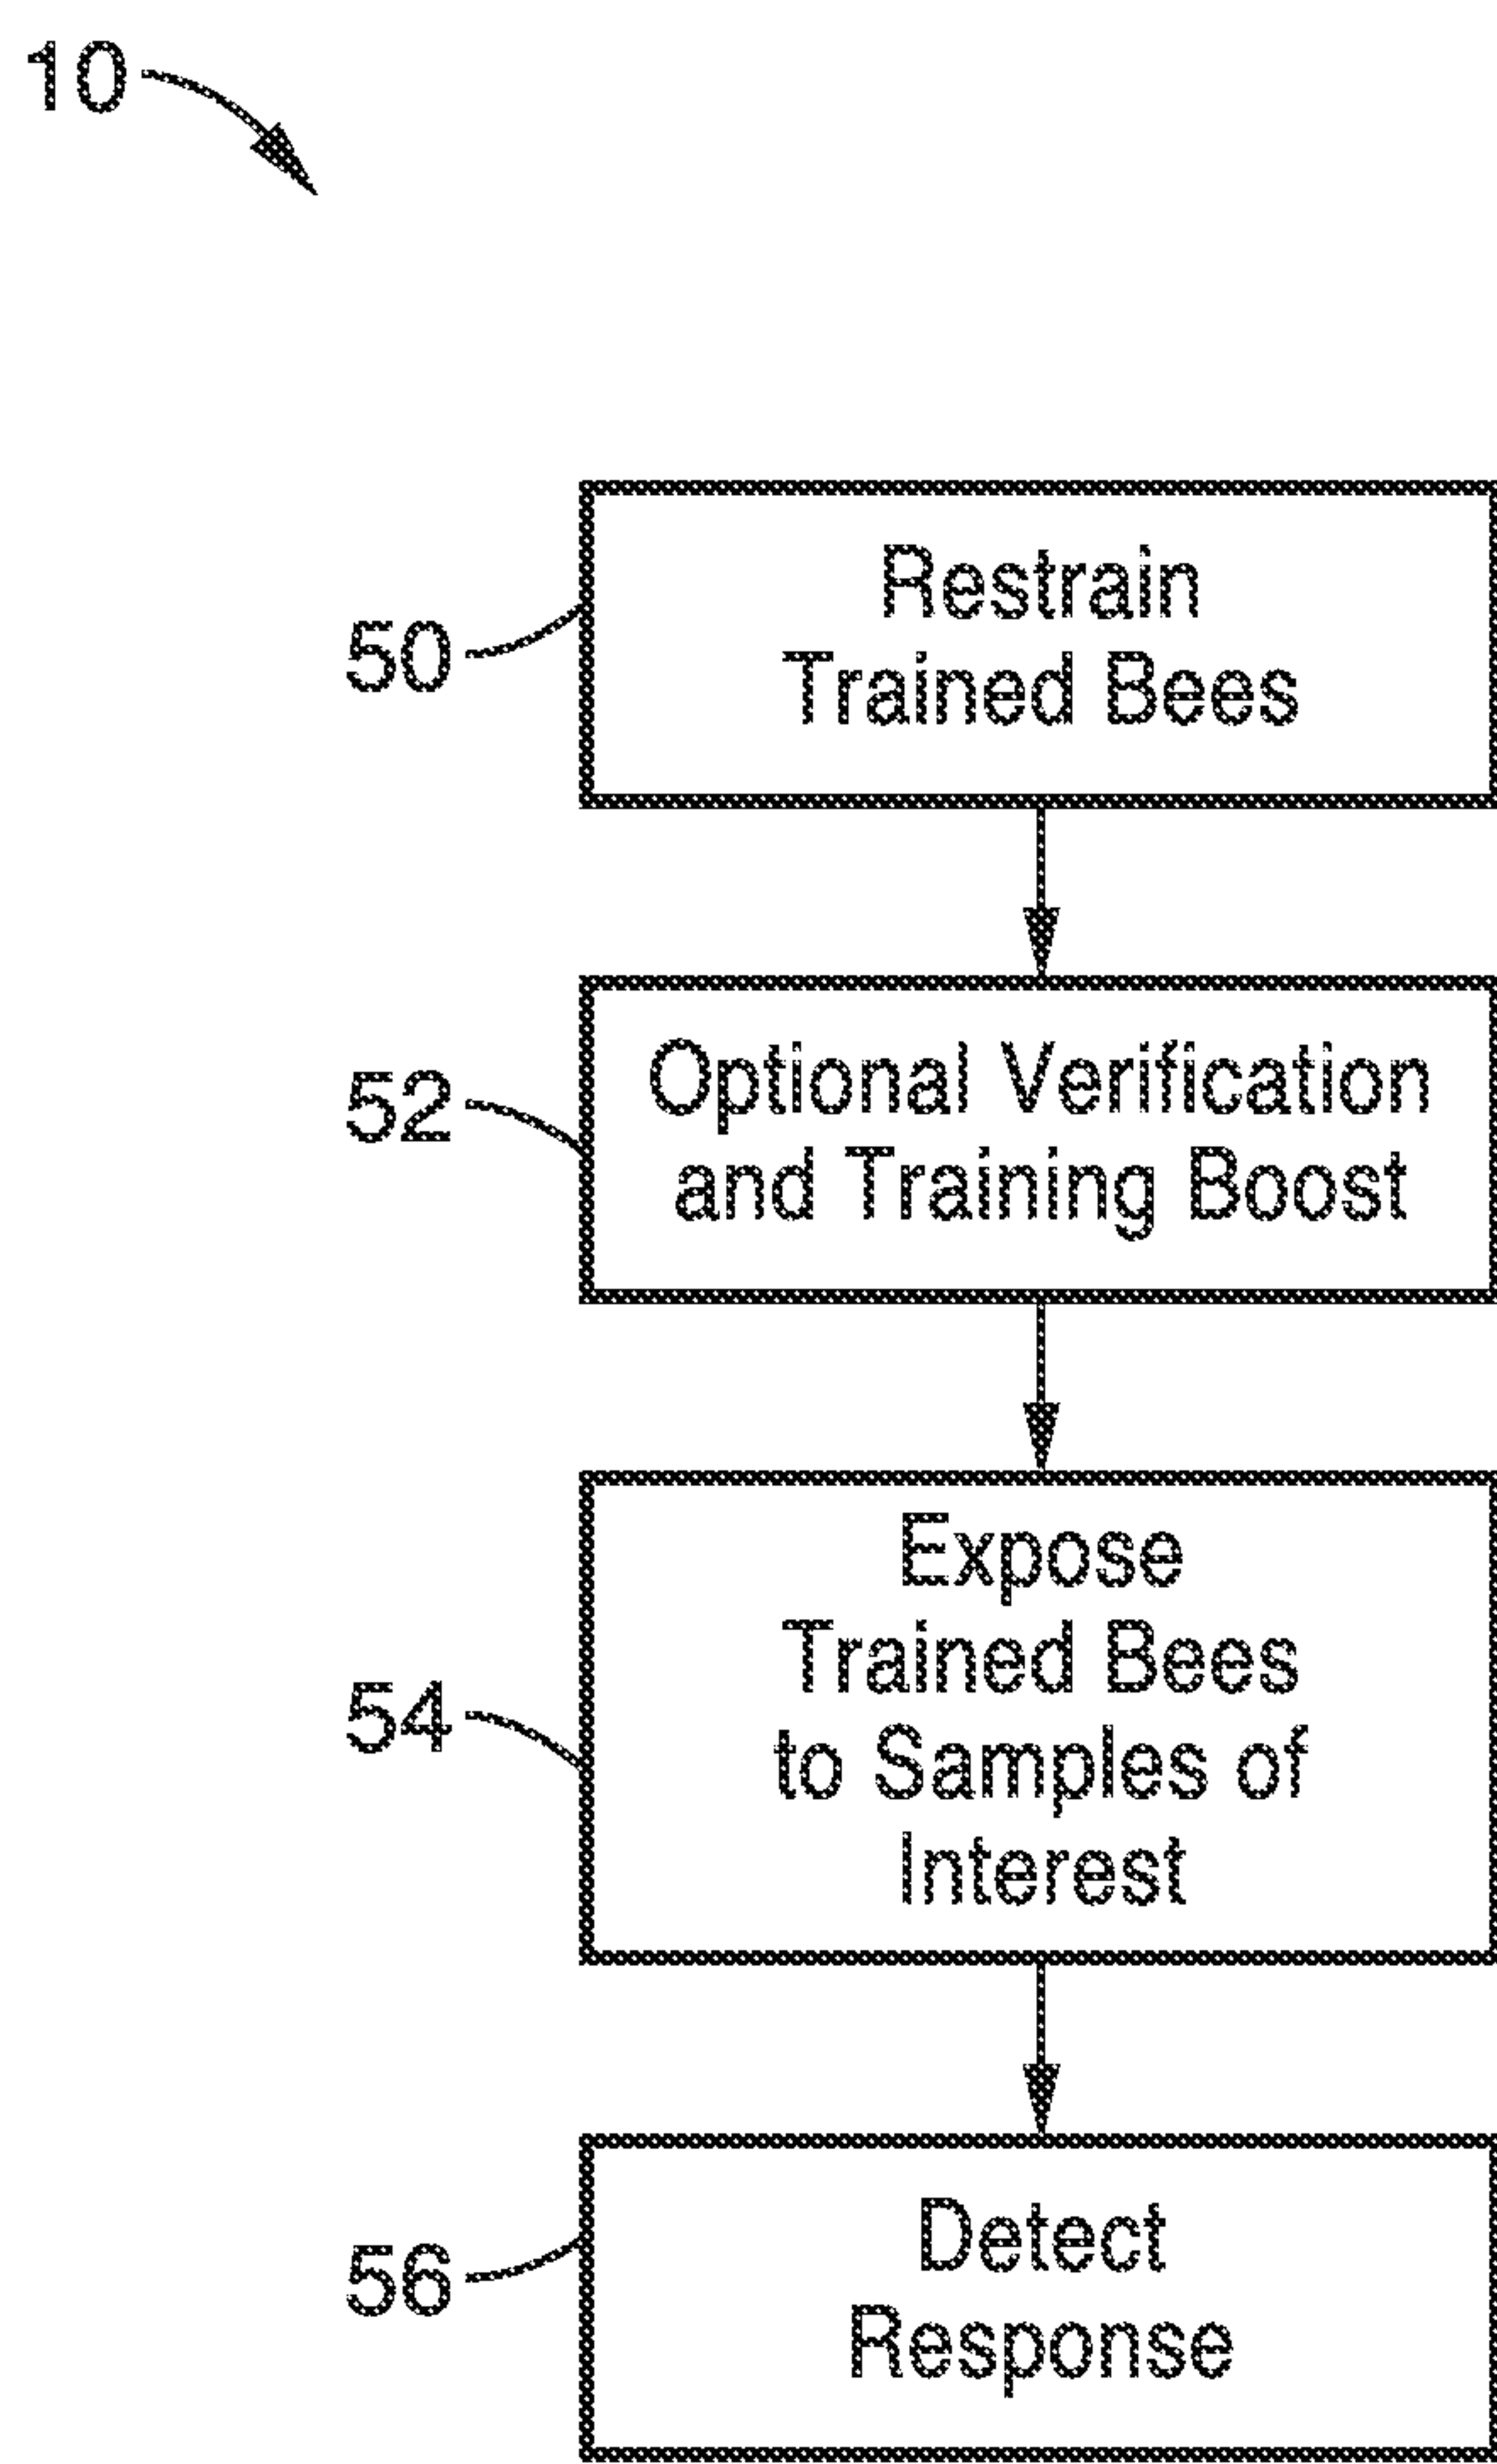 10
50
Restrain
Trained Bees
52
Optional Verification
and Training Boost
54
Expose
Trained Bees
to Samples of
Interest
56
Detect
Response